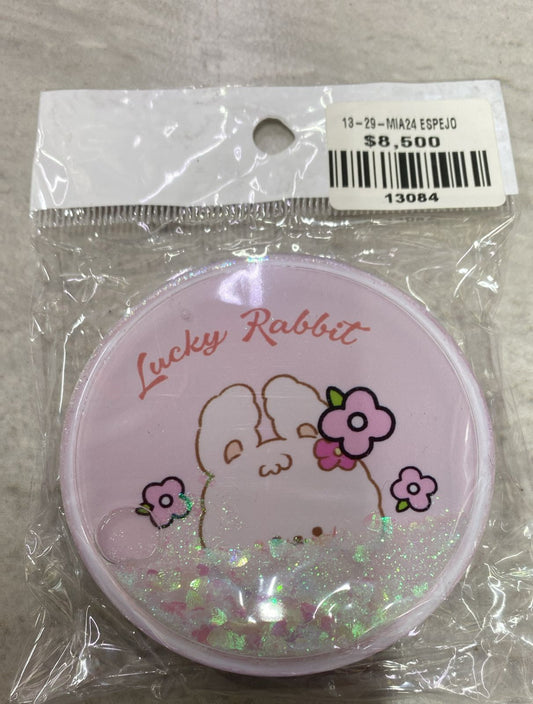 13-29-MIA24 ESPEJO
$8,500
13084
Lucky Rabbit